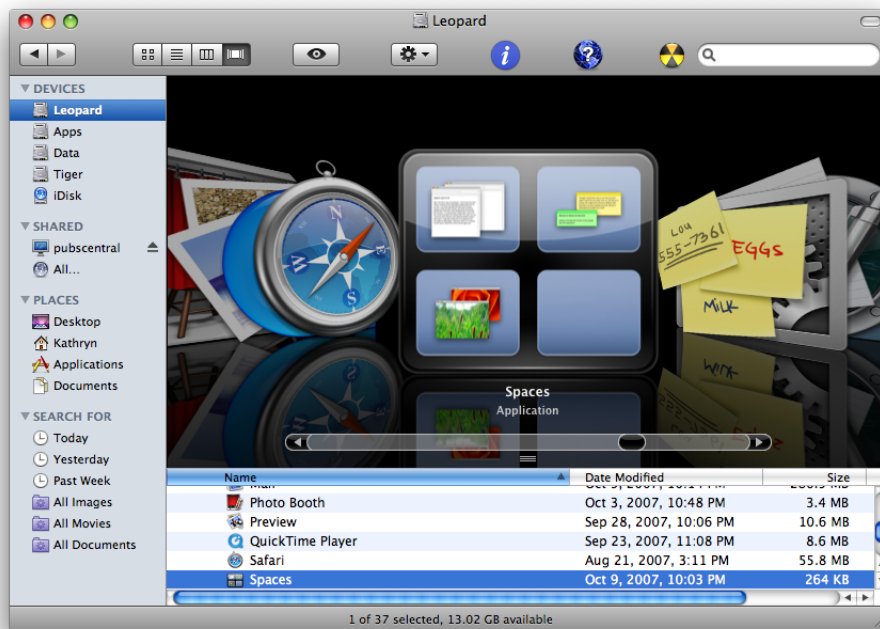 Leopard
DEVICES
Leopard
Apps
Data
Tiger
iDisk
SHARED
pubscentral
All...
PLACES
Desktop
Kathryn
Applications
Documents
SEARCH FOR
Today
Yesterday
Past Week
All Images
All Movies
All Documents
N
E
S
W
LOU
555-7361
EGGS
MILK
Spaces
Application
Name Date Modified Size
Photo Booth Oct 3, 2007, 10:48 PM 3.4 MB
Preview Sep 28, 2007, 10:06 PM 10.6 MB
QuickTime Player Sep 23, 2007, 11:08 PM 8.6 MB
Safari Aug 21, 2007, 3:11 PM 55.8 MB
Spaces Oct 9, 2007, 10:03 PM 264 KB
1 of 37 selected, 13.02 GB available